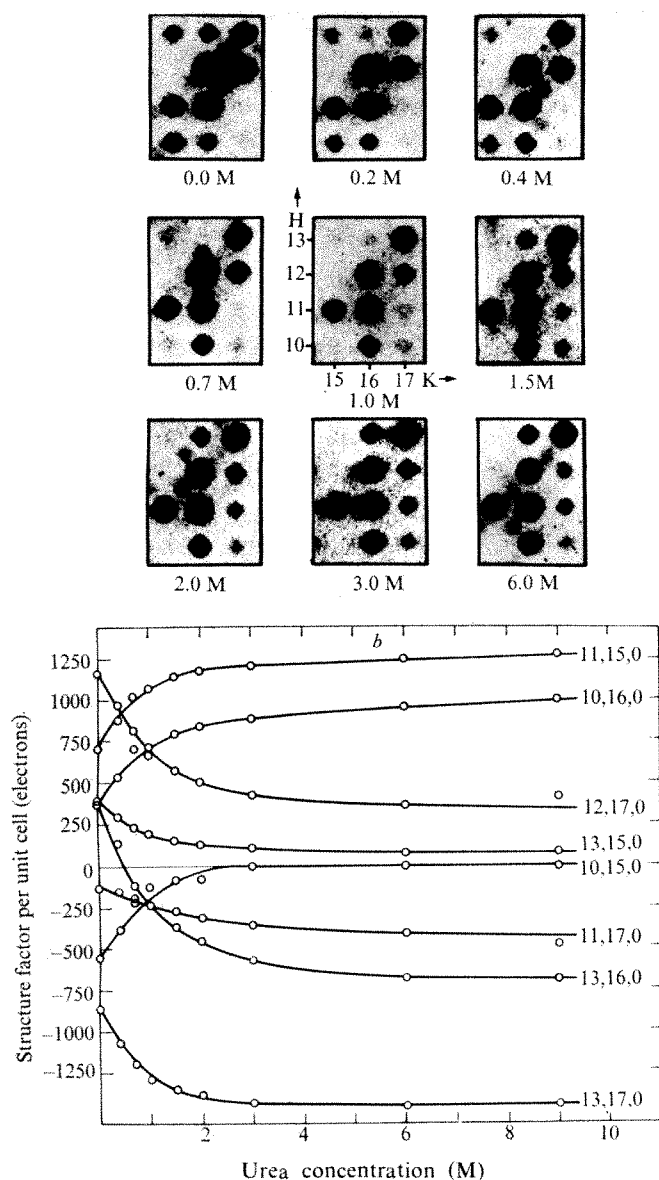 0.0 M 0.2 M 0.4 M
H
13
12
11
10
15 16 17 K
0.7 M 1.0 M 1.5M
2.0 M 3.0 M 6.0 M
b
Structure factor per unit cell (electrons)
1250
1000
750
500
250
0
−250
−500
−750
−1000
−1250
11,15,0
10,16,0
12,17,0
13,15,0
10,15,0
11,17,0
13,16,0
13,17,0
0 2 4 6 8 10
Urea concentration (M)